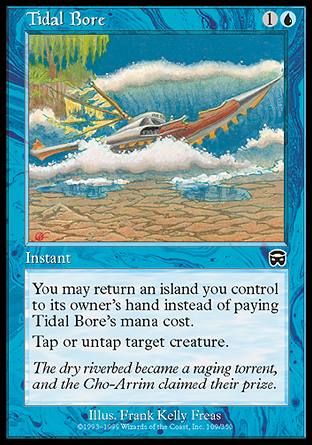 Tidal Bore 1
Instant
You may return an island you control
to its owner's hand instead of paying
Tidal Bore's mana cost.
Tap or untap target creature.
The dry riverbed became a raging torrent,
and the Cho-Arrim claimed their prize.
Illus. Frank Kelly Freas
©1993–1999 Wizards of the Coast, Inc. 109/350